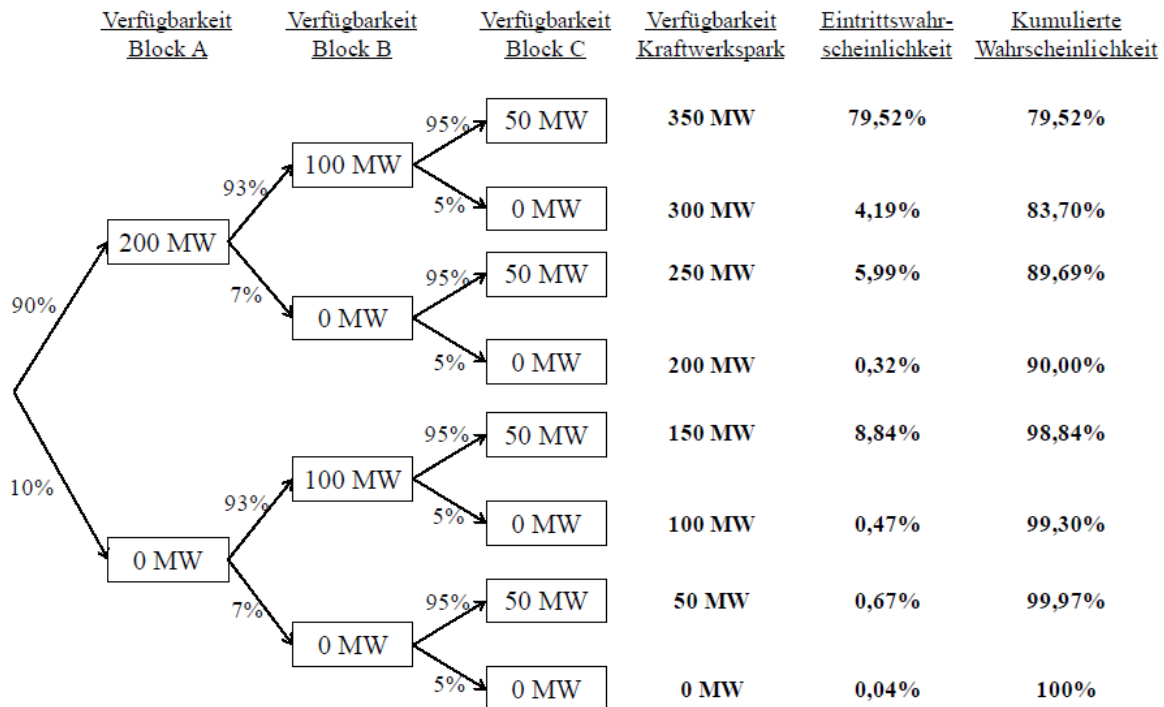 Verfügbarkeit Verfügbarkeit Verfügbarkeit Verfügbarkeit Eintrittswahr- Kumulierte
Block A Block B Block C Kraftwerkspark scheinlichkeit Wahrscheinlichkeit
95% 50 MW 350 MW 79,52% 79,52%
100 MW
93%
5% 0 MW 300 MW 4,19% 83,70%
200 MW
95% 50 MW 250 MW 5,99% 89,69%
7%
90%
0 MW
5% 0 MW 200 MW 0,32% 90,00%
95% 50 MW 150 MW 8,84% 98,84%
100 MW
10%
93%
5% 0 MW 100 MW 0,47% 99,30%
0 MW
95% 50 MW 50 MW 0,67% 99,97%
7%
0 MW
5% 0 MW 0 MW 0,04% 100%